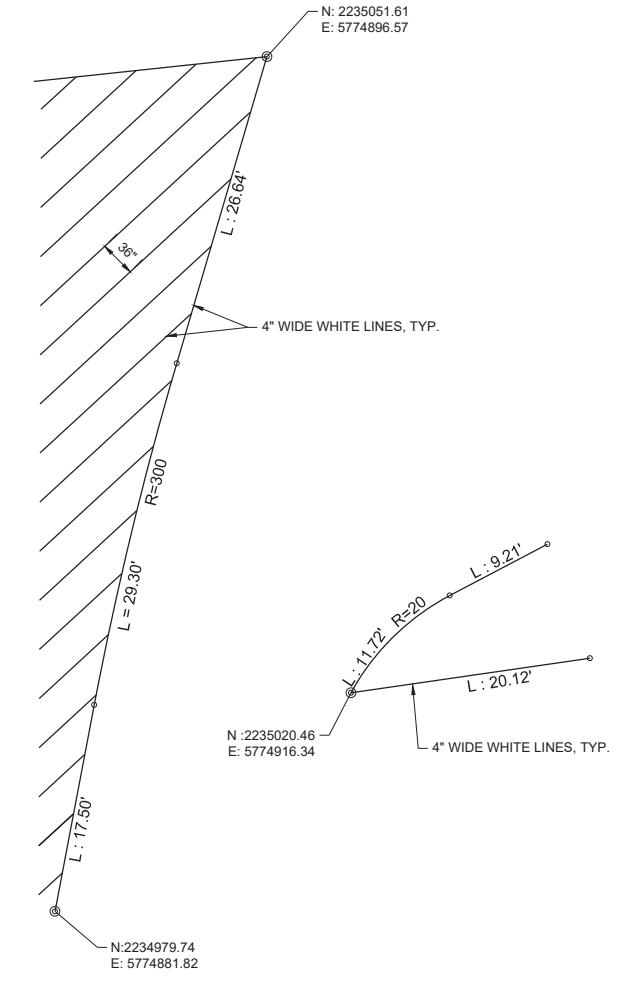 N: 2235051.61
E: 5774896.57
L : 26.64'
36"
4" WIDE WHITE LINES, TYP.
R=300
L = 29.30'
L : 9.21'
R=20
L : 11.72'
L : 20.12'
N :2235020.46
E: 5774916.34
4" WIDE WHITE LINES, TYP.
L : 17.50'
N:2234979.74
E: 5774881.82